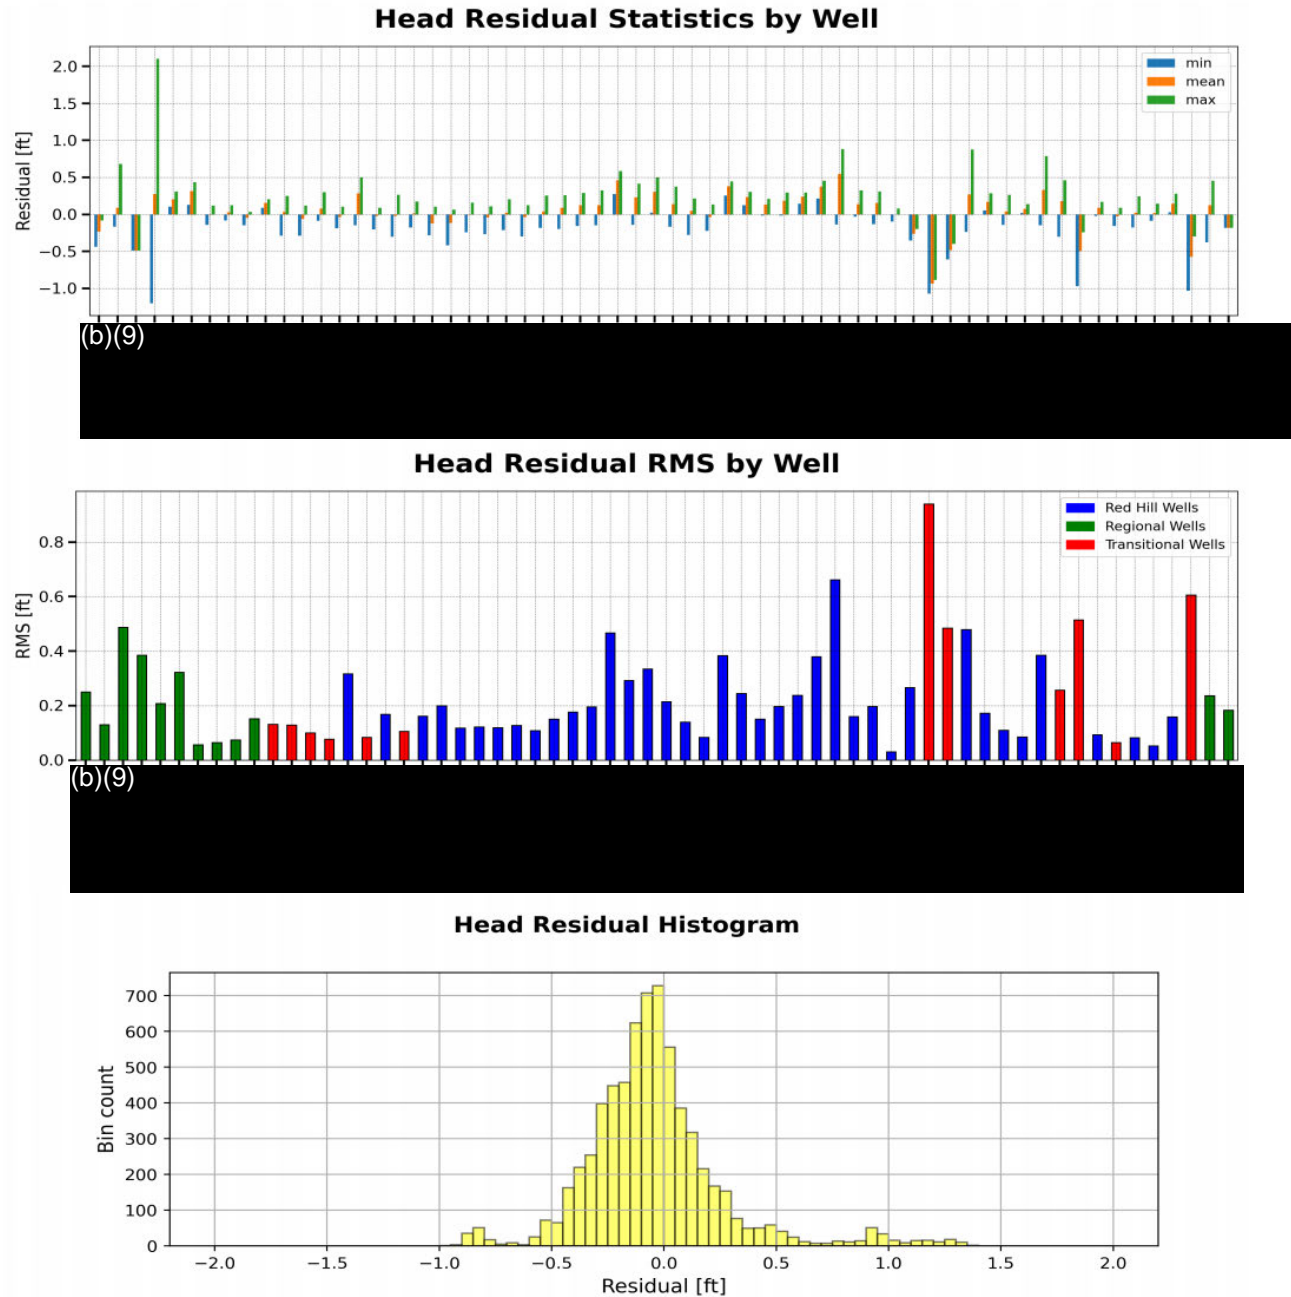 Head Residual Statistics by Well
2.0
1.5
1.0
0.5
0.0
−0.5
−1.0
Residual [ft]
min
mean
max
(b)(9)
Head Residual RMS by Well
0.8
0.6
0.4
0.2
0.0
RMS [ft]
Red Hill Wells
Regional Wells
Transitional Wells
(b)(9)
Head Residual Histogram
700
600
500
400
300
200
100
0
Bin count
−2.0 −1.5 −1.0 −0.5 0.0 0.5 1.0 1.5 2.0
Residual [ft]